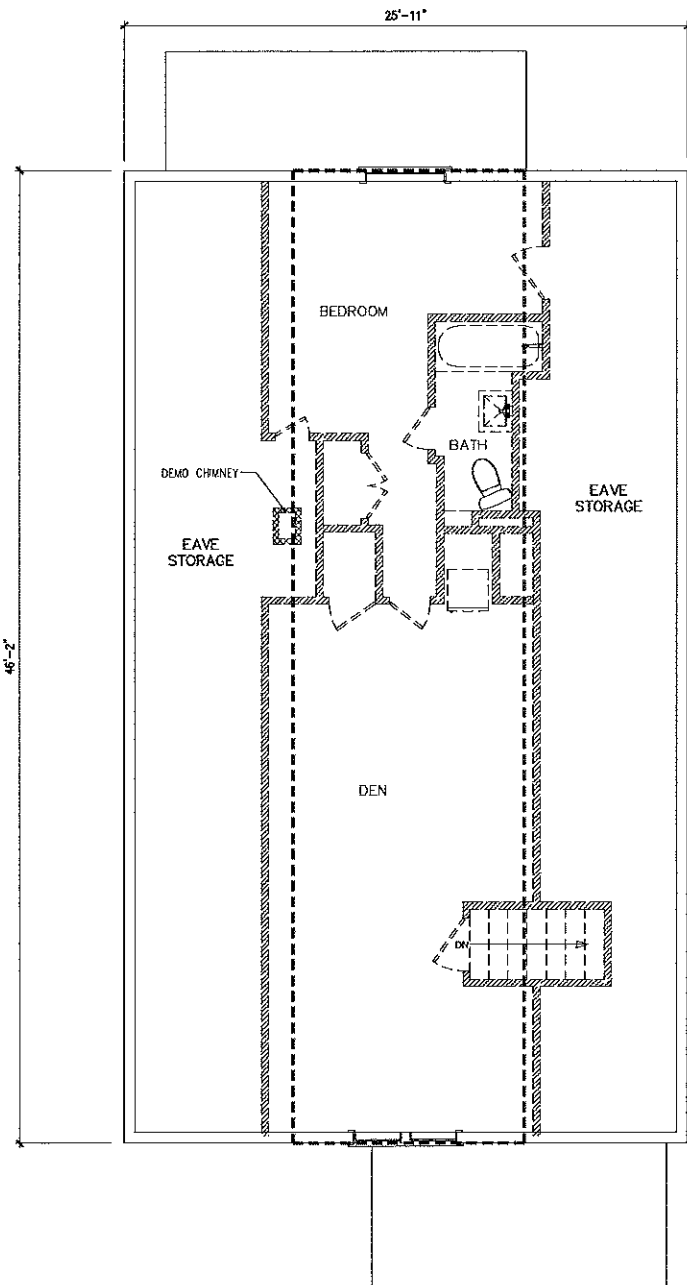 25'-11"
BEDROOM
BATH
DEMO CHIMNEY
EAVE
STORAGE
EAVE
STORAGE
46'-2"
DEN
DN